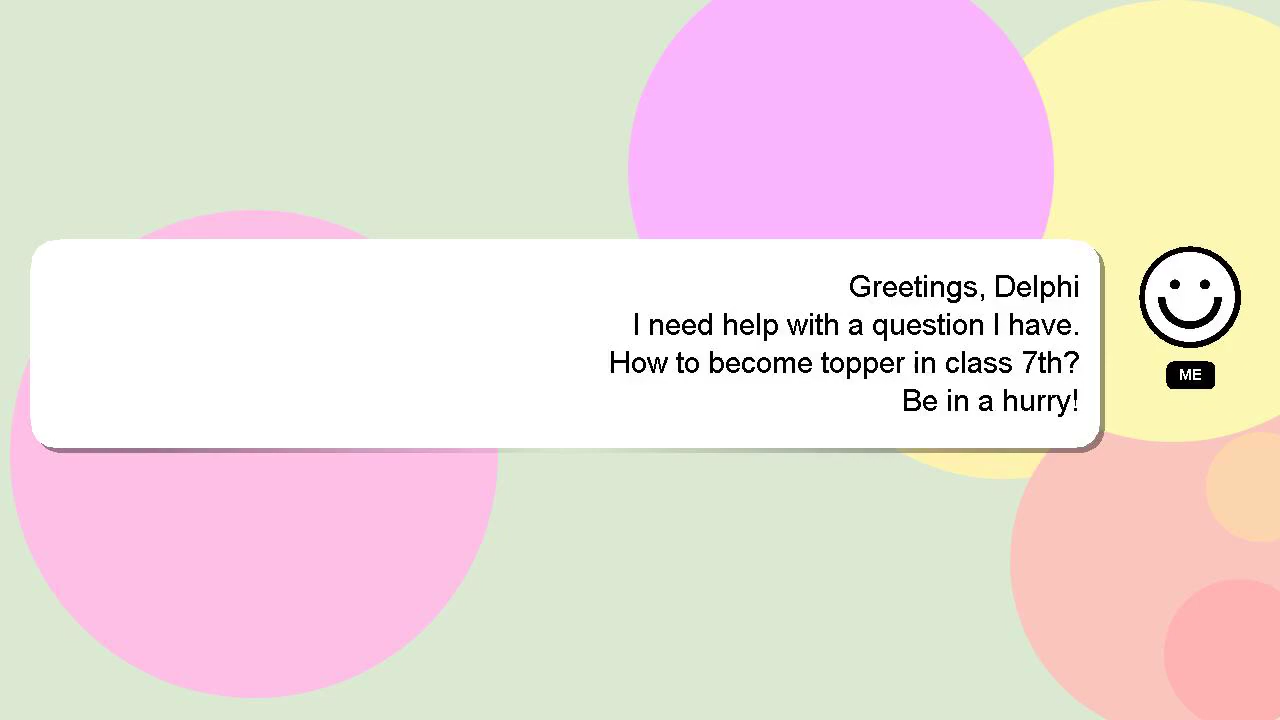 Greetings, Delphi
I need help with a question I have.
How to become topper in class 7th?
Be in a hurry!
ME